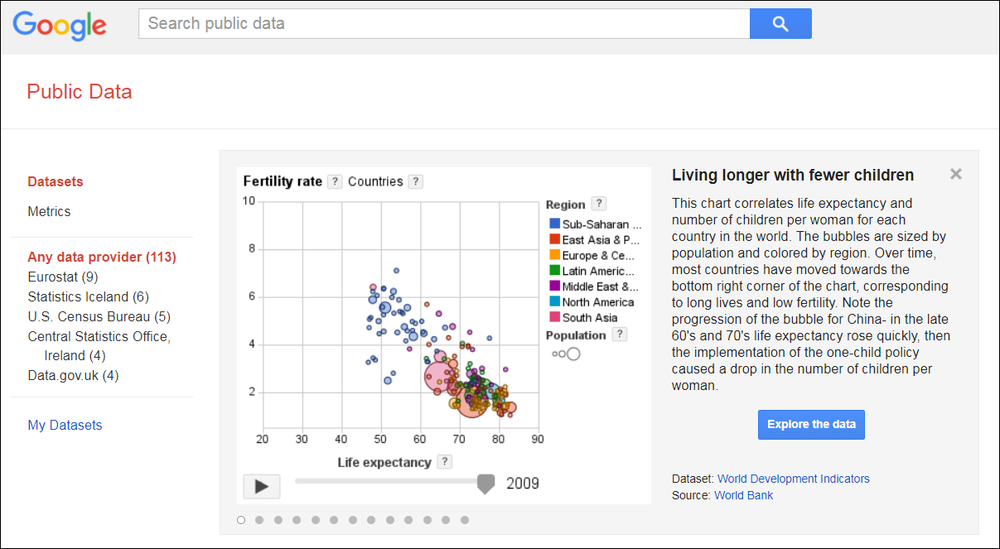 Google
Search public data
Public Data
Datasets
Metrics
Any data provider (113)
Eurostat (9)
Statistics Iceland (6)
U.S. Census Bureau (5)
Central Statistics Office,
Ireland (4)
Data.gov.uk (4)
My Datasets
Fertility rate ? Countries ?
10
8
6
4
2
20 30 40 50 60 70 80 90
Life expectancy ?
2009
Region ?
Sub-Saharan ...
East Asia & P...
Europe & Ce...
Latin Americ...
Middle East &...
North America
South Asia
Population ?
Living longer with fewer children
This chart correlates life expectancy and
number of children per woman for each
country in the world. The bubbles are sized by
population and colored by region. Over time,
most countries have moved towards the
bottom right corner of the chart, corresponding
to long lives and low fertility. Note the
progression of the bubble for China- in the late
60's and 70's life expectancy rose quickly, then
the implementation of the one-child policy
caused a drop in the number of children per
woman.
Explore the data
Dataset: World Development Indicators
Source: World Bank